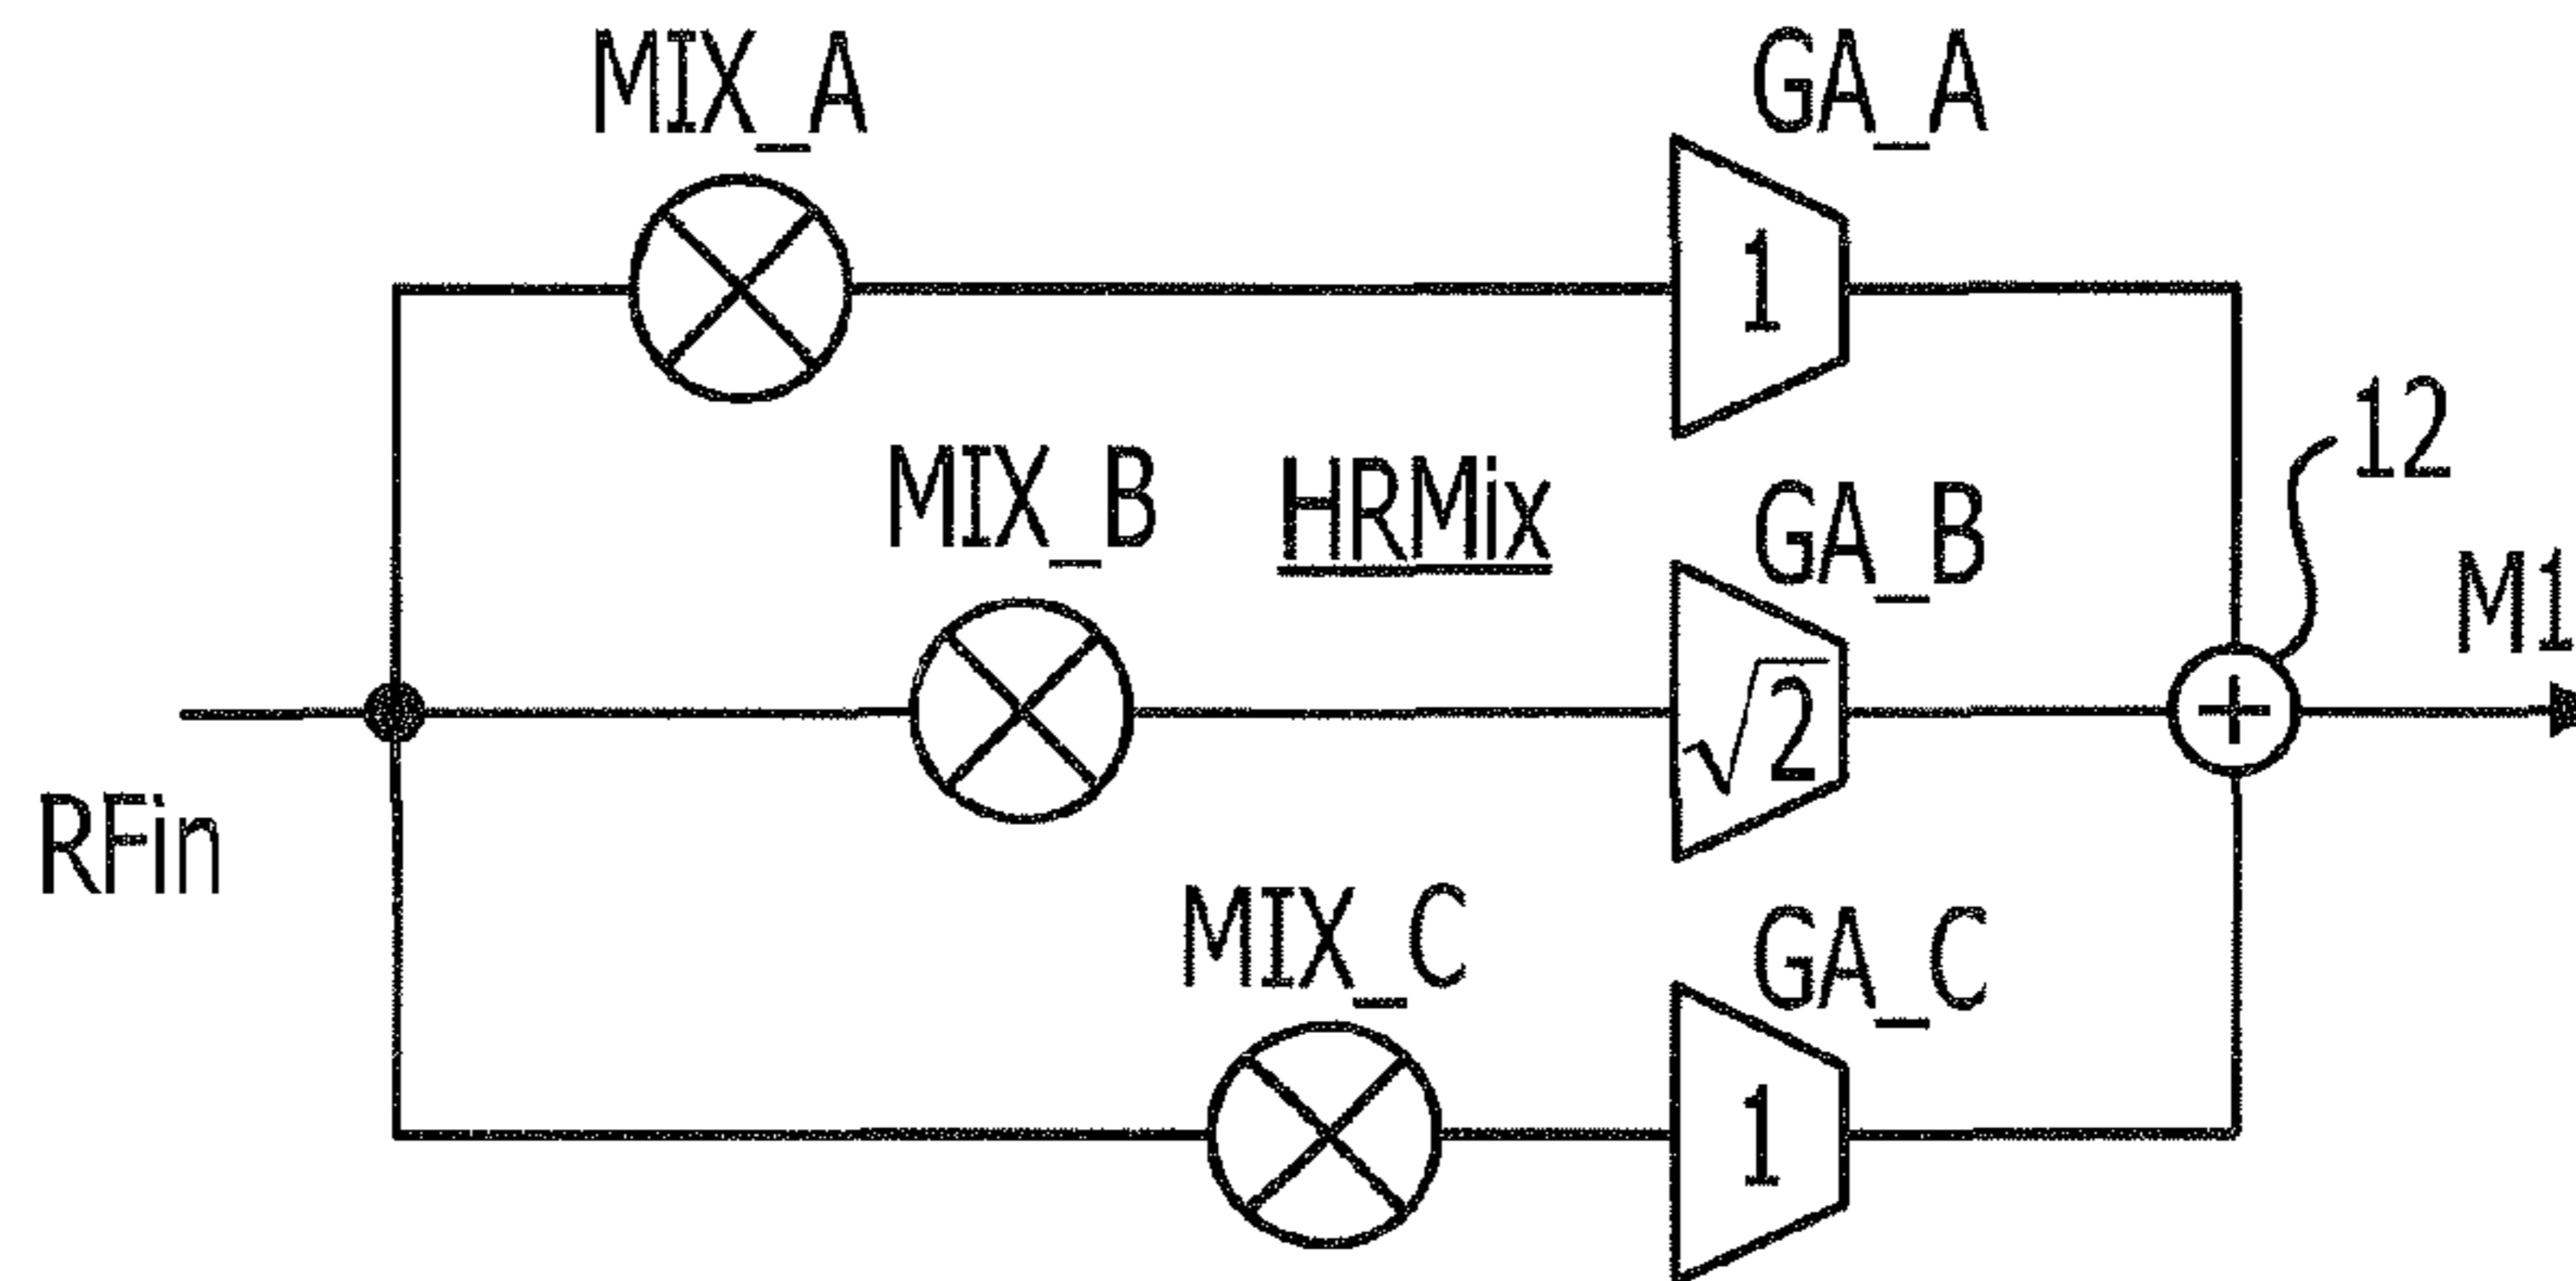 MIX_A
GA_A
1
12
MIX_B
HRMix
GA_B
√2
M1
RFin
MIX_C
GA_C
1